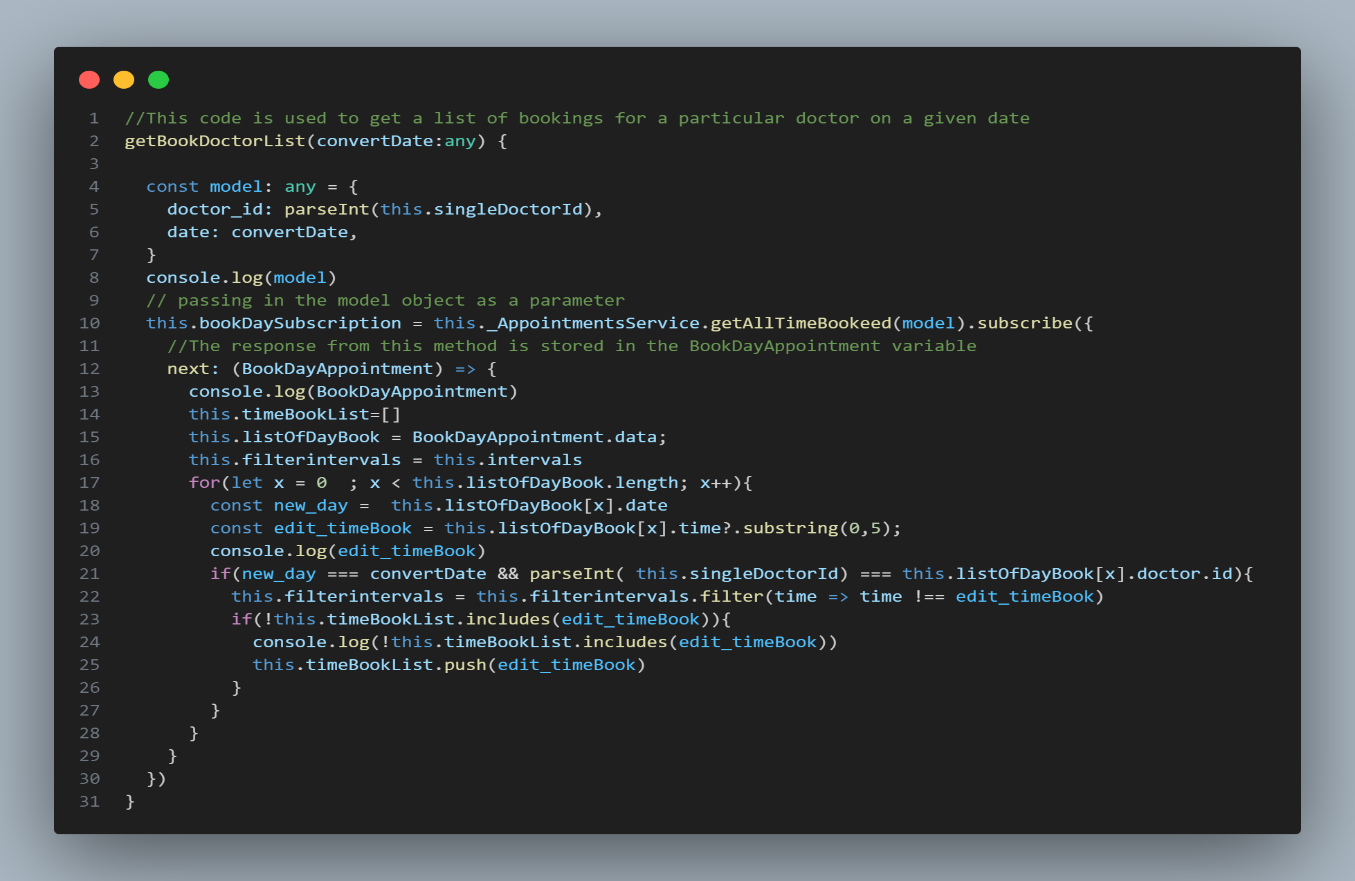 1 //This code is used to get a list of bookings for a particular doctor on a given date
2 getBookDoctorList(convertDate:any) {
3
4   const model: any = {
5     doctor_id: parseInt(this.singleDoctorId),
6     date: convertDate,
7   }
8   console.log(model)
9   // passing in the model object as a parameter
10   this.bookDaySubscription = this._AppointmentsService.getAllTimeBookeed(model).subscribe({
11     //The response from this method is stored in the BookDayAppointment variable
12     next: (BookDayAppointment) => {
13       console.log(BookDayAppointment)
14       this.timeBookList=[]
15       this.listOfDayBook = BookDayAppointment.data;
16       this.filterintervals = this.intervals
17       for(let x = 0  ; x < this.listOfDayBook.length; x++){
18         const new_day =  this.listOfDayBook[x].date
19         const edit_timeBook = this.listOfDayBook[x].time?.substring(0,5);
20         console.log(edit_timeBook)
21         if(new_day === convertDate && parseInt( this.singleDoctorId) === this.listOfDayBook[x].doctor.id){
22           this.filterintervals = this.filterintervals.filter(time => time !== edit_timeBook)
23           if(!this.timeBookList.includes(edit_timeBook)){
24             console.log(!this.timeBookList.includes(edit_timeBook))
25             this.timeBookList.push(edit_timeBook)
26           }
27         }
28       }
29     }
30   })
31 }